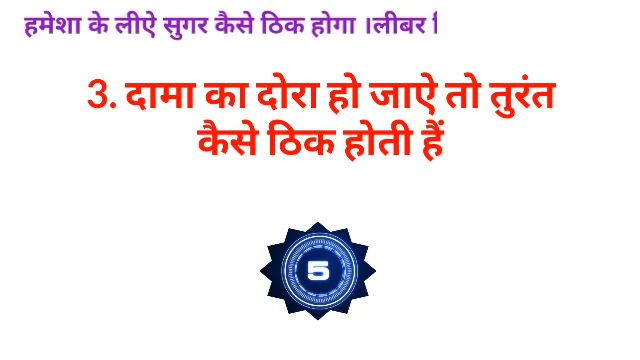 हमेशा के लीऐ सुगर कैसे ठिक होगा ।लीबर
3. दामा का दोरा हो जाऐ तो तुरंत
कैसे ठिक होती हैं
5